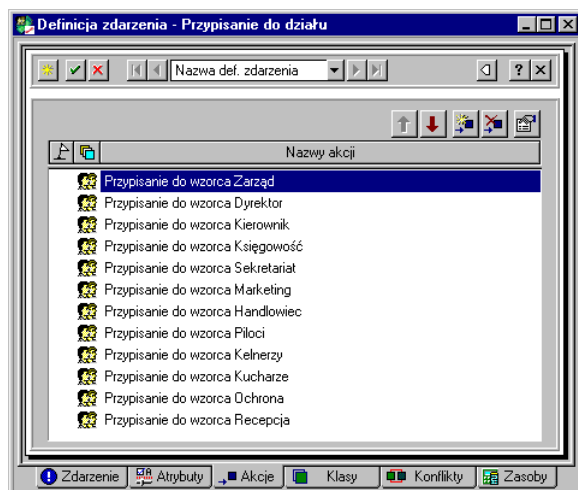 Definicja zdarzenia - Przypisanie do działu
Nazwa def. zdarzenia
?
Nazwy akcji
Przypisanie do wzorca Zarząd
Przypisanie do wzorca Dyrektor
Przypisanie do wzorca Kierownik
Przypisanie do wzorca Księgowość
Przypisanie do wzorca Sekretariat
Przypisanie do wzorca Marketing
Przypisanie do wzorca Handlowiec
Przypisanie do wzorca Piloci
Przypisanie do wzorca Kelnerzy
Przypisanie do wzorca Kucharze
Przypisanie do wzorca Ochrona
Przypisanie do wzorca Recepcja
Zdarzenie Atrybuty Akcje Klasy Konflikty Zasoby